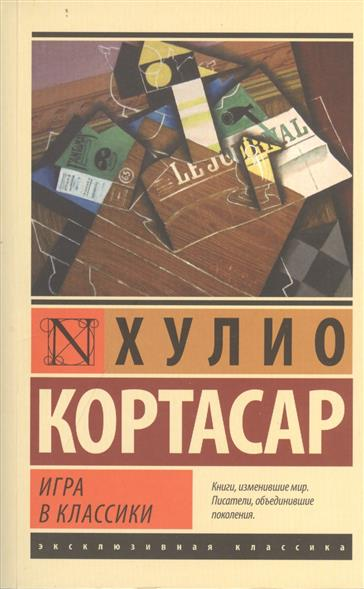 LE JOURNAL
N
ХУЛИО
КОРТАСАР
ИГРА
В КЛАССИКИ
Книги, изменившие мир.
Писатели, объединившие
поколения.
эксклюзивная классика